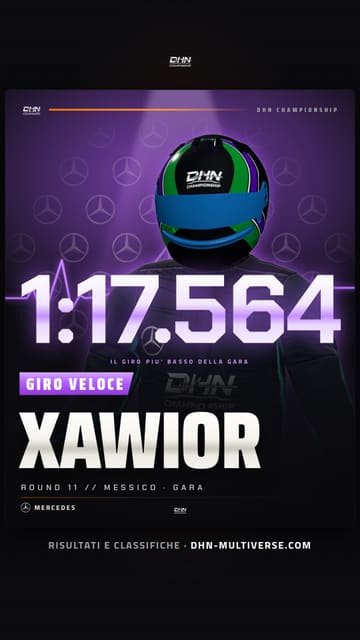 DHN
DHN
DHN CHAMPIONSHIP
DHN
CHAMPIONSHIP
1:17.564
IL GIRO PIU' BASSO DELLA GARA
DHN
CHAMPIONSHIP
GIRO VELOCE
XAWIOR
ROUND 11 // MESSICO · GARA
MERCEDES
DHN
RISULTATI E CLASSIFICHE · DHN-MULTIVERSE.COM